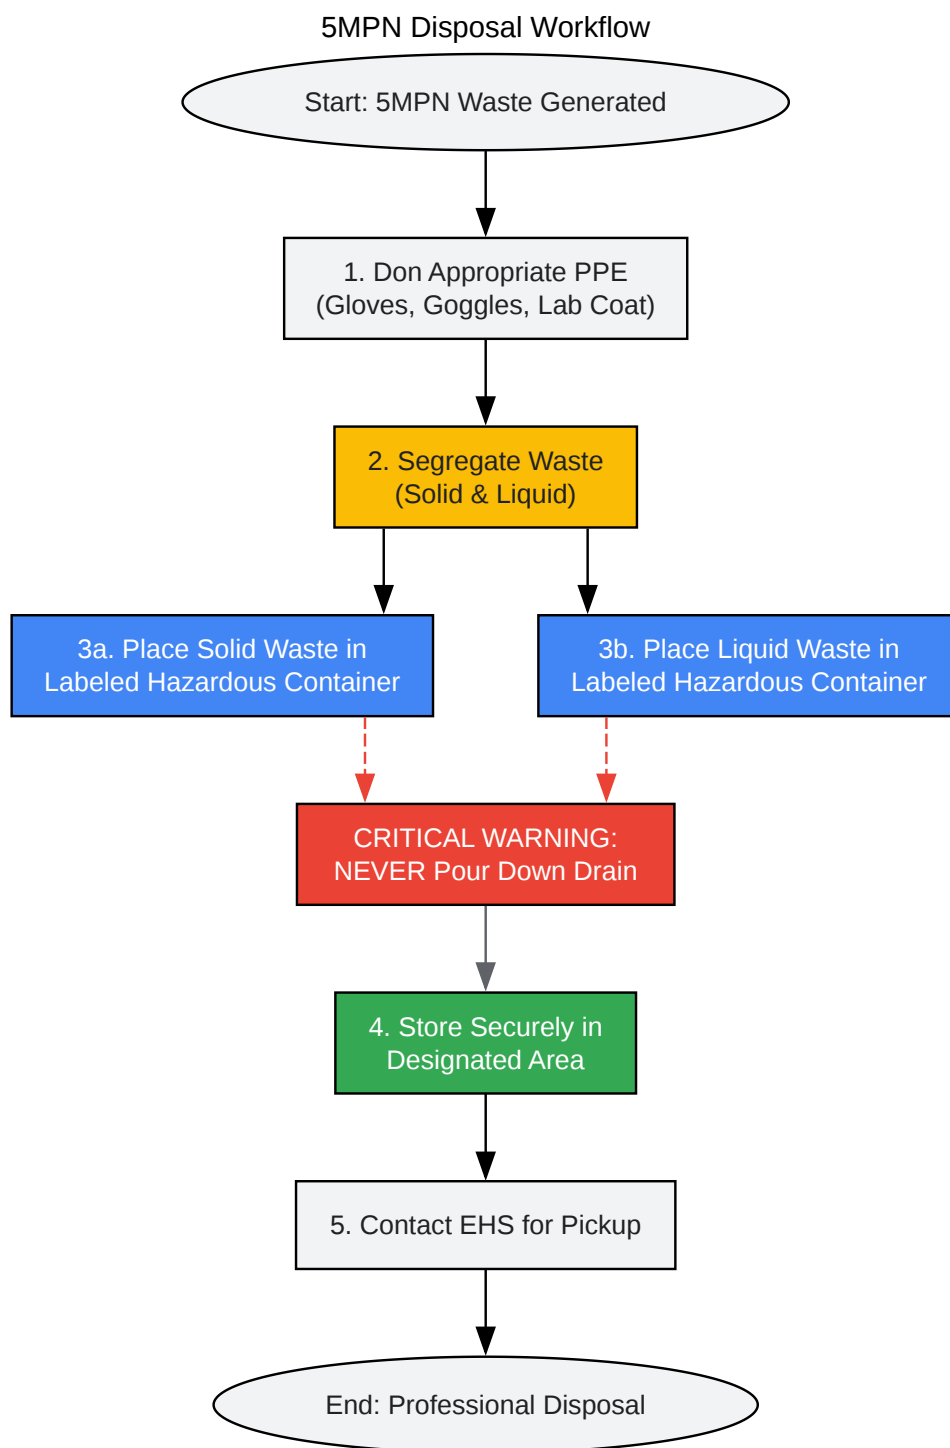 5MPN Disposal Workflow
Start: 5MPN Waste Generated
1. Don Appropriate PPE
(Gloves, Goggles, Lab Coat)
2. Segregate Waste
(Solid & Liquid)
3a. Place Solid Waste in
Labeled Hazardous Container
3b. Place Liquid Waste in
Labeled Hazardous Container
CRITICAL WARNING:
NEVER Pour Down Drain
4. Store Securely in
Designated Area
5. Contact EHS for Pickup
End: Professional Disposal